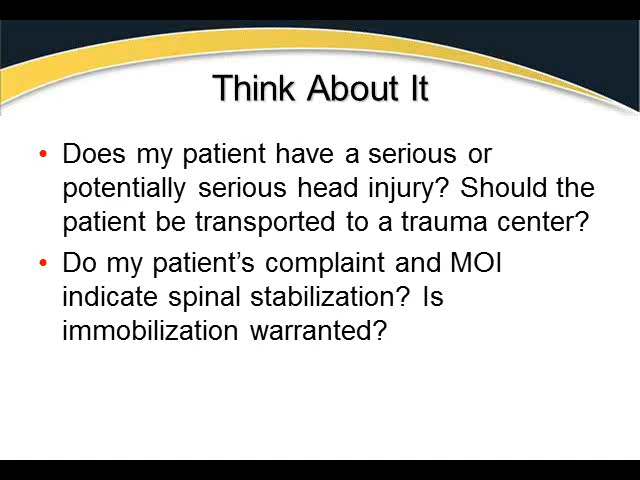 Think About It
• Does my patient have a serious or
potentially serious head injury? Should the
patient be transported to a trauma center?
• Do my patient’s complaint and MOI
indicate spinal stabilization? Is
immobilization warranted?